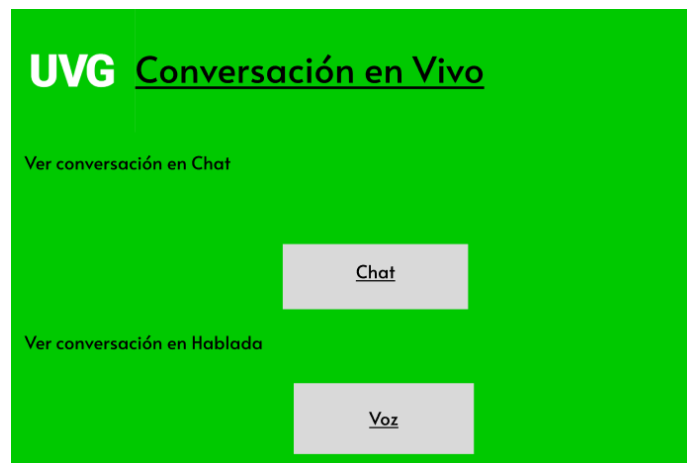 UVG Conversación en Vivo
Ver conversación en Chat
Chat
Ver conversación en Hablada
Voz